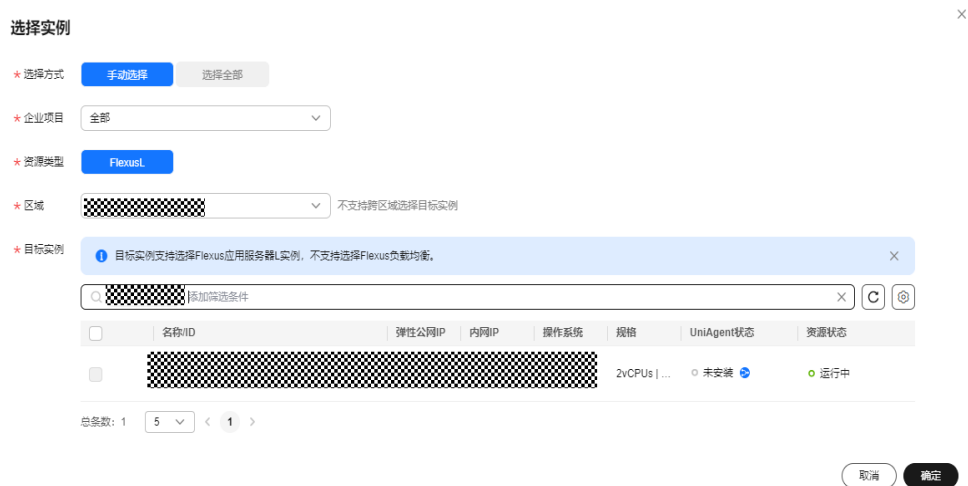 选择实例
* 选择方式 手动选择 选择全部
* 企业项目 全部
* 资源类型 FlexusL
* 区域 不支持跨区域选择目标实例
* 目标实例 目标实例支持选择Flexus应用服务器L实例，不支持选择Flexus负载均衡。
添加筛选条件
名称/ID 弹性公网IP 内网IP 操作系统 规格 UniAgent状态 资源状态
2vCPUs | ... 未安装 运行中
总条数：1 5 < 1 >
取消 确定